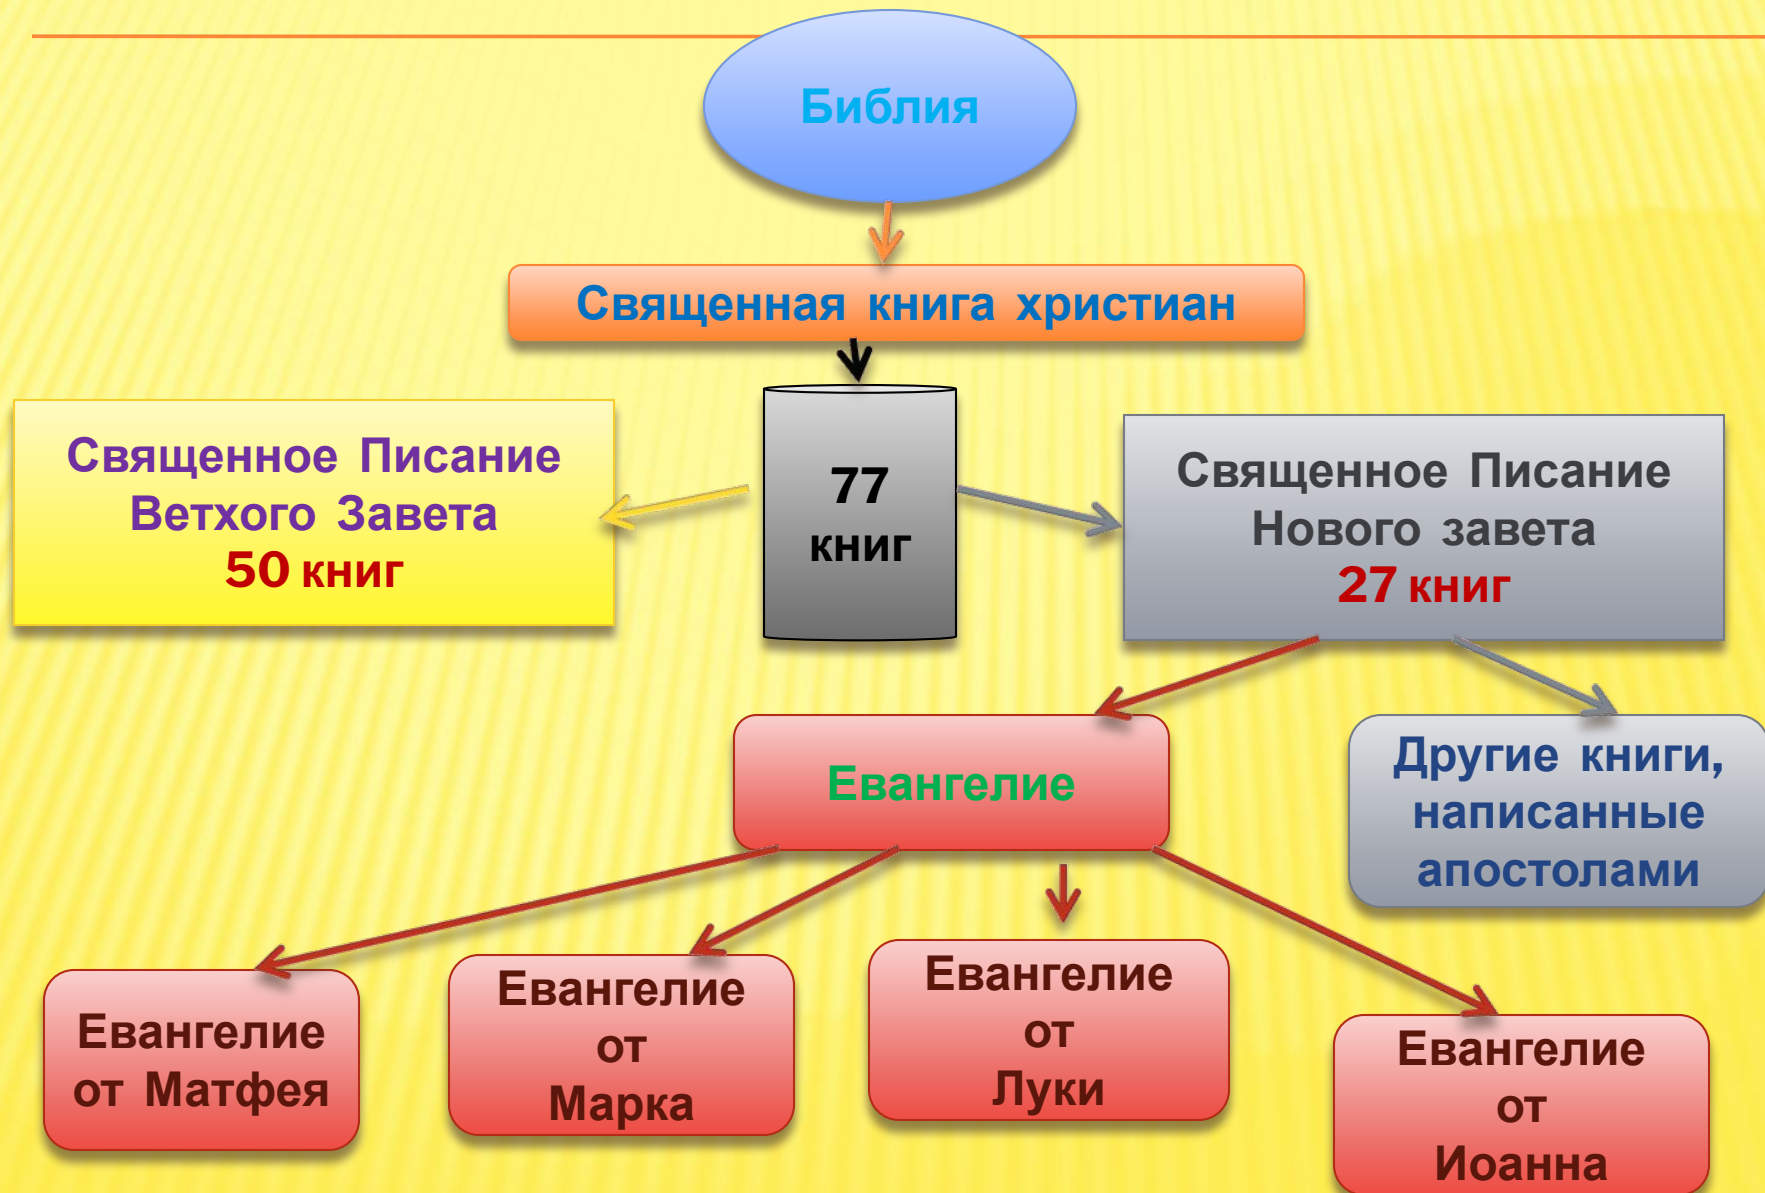 Библия
Священная книга христиан
Священное Писание
Ветхого Завета
50 книг
77
книг
Священное Писание
Нового завета
27 книг
Евангелие
Другие книги,
написанные
апостолами
Евангелие
от Матфея
Евангелие
от
Марка
Евангелие
от
Луки
Евангелие
от
Иоанна